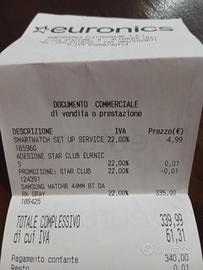 euronics
DOCUMENTO COMMERCIALE
di vendita o prestazione
DESCRIZIONE IVA Prezzo(€)
SMARTWATCH SET UP SERVICE 22,00% 4,99
165960
ADESIONE STAR CLUB EURNIC
S 22,00% 0,01
PROMOZIONE: STAR CLUB 22,00% -0,01
124391
SAMSUNG WATCH8 44MM BT DA
RK GRAY 22,00% 335,00
188425
TOTALE COMPLESSIVO 339,99
di cui IVA 61,31
Pagamento contante 340,00
Resto 0,01